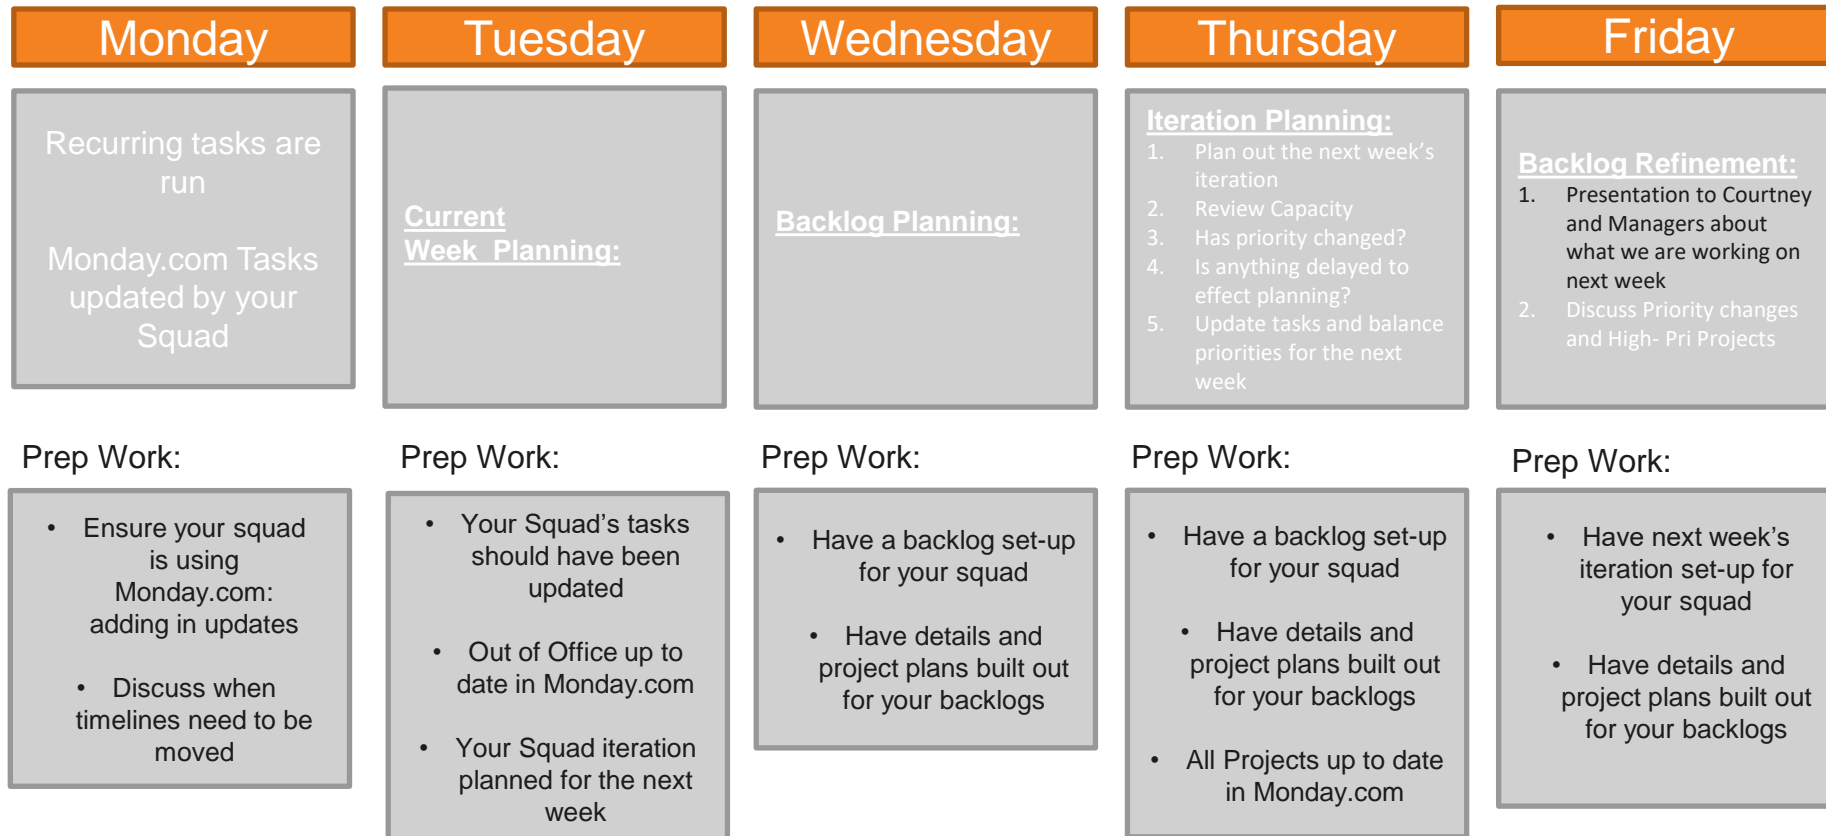 Monday
Tuesday
Wednesday
Thursday
Friday
Recurring tasks are
run
Monday.com Tasks
updated by your
Squad
Current
Week Planning:
Backlog Planning:
Iteration Planning:
1. Plan out the next week’s
iteration
2. Review Capacity
3. Has priority changed?
4. Is anything delayed to
effect planning?
5. Update tasks and balance
priorities for the next
week
Backlog Refinement:
1. Presentation to Courtney
and Managers about
what we are working on
next week
2. Discuss Priority changes
and High- Pri Projects
Prep Work:
• Ensure your squad
is using
Monday.com:
adding in updates
• Discuss when
timelines need to be
moved
Prep Work:
• Your Squad’s tasks
should have been
updated
• Out of Office up to
date in Monday.com
• Your Squad iteration
planned for the next
week
Prep Work:
• Have a backlog set-up
for your squad
• Have details and
project plans built out
for your backlogs
Prep Work:
• Have a backlog set-up
for your squad
• Have details and
project plans built out
for your backlogs
• All Projects up to date
in Monday.com
Prep Work:
• Have next week’s
iteration set-up for
your squad
• Have details and
project plans built out
for your backlogs